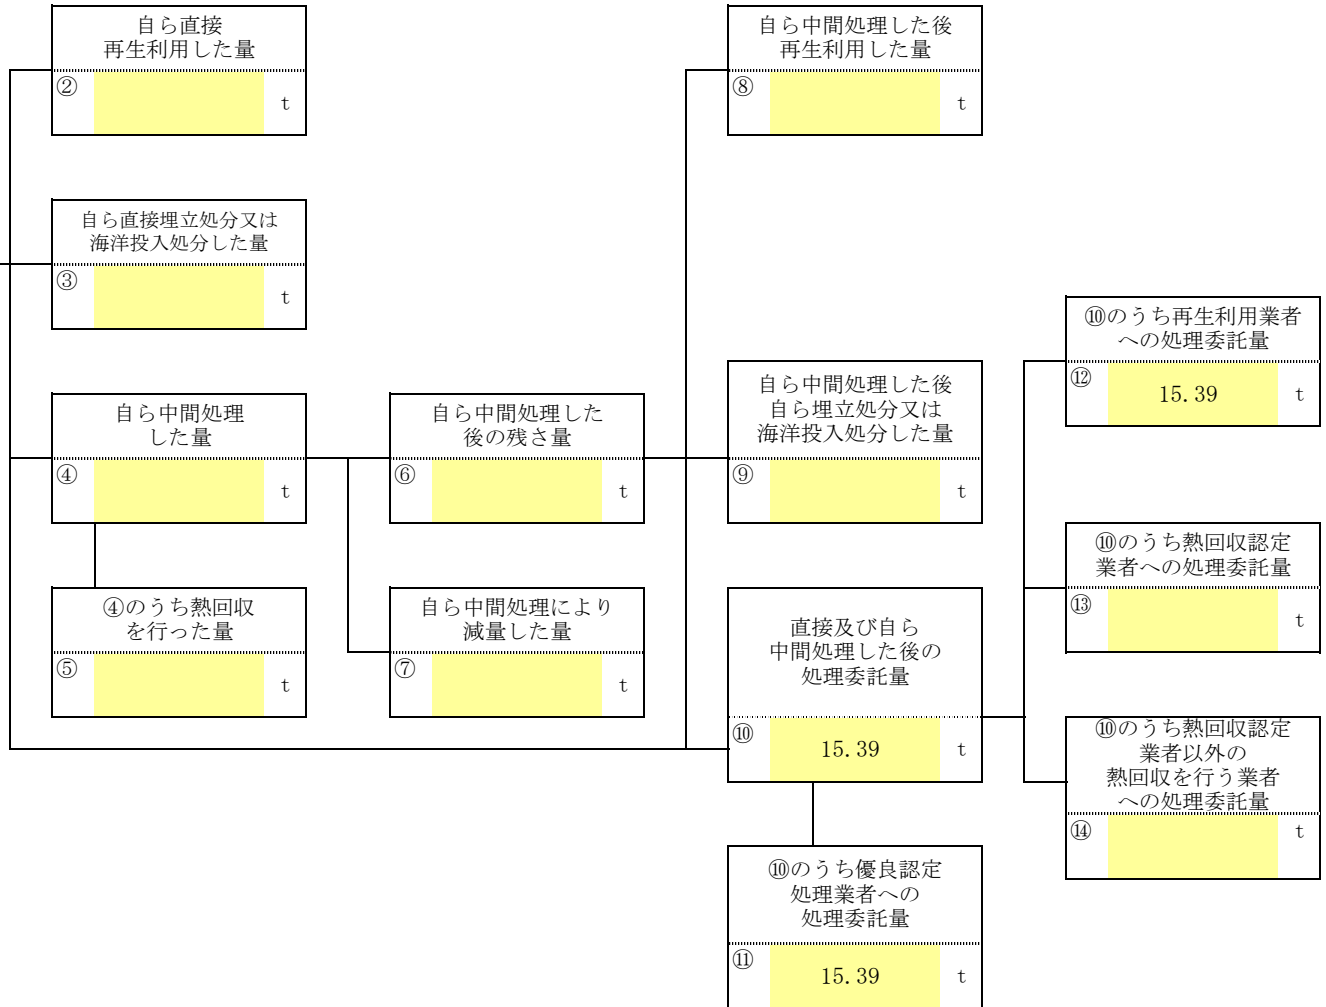 自ら直接
再生利用した量
②
t
自ら中間処理した後
再生利用した量
⑧
t
自ら直接埋立処分又は
海洋投入処分した量
③
t
⑩のうち再生利用業者
への処理委託量
⑫
15.39
t
自ら中間処理
した量
④
t
自ら中間処理した
後の残さ量
⑥
t
自ら中間処理した後
自ら埋立処分又は
海洋投入処分した量
⑨
t
⑩のうち熱回収認定
業者への処理委託量
⑬
t
④のうち熱回収
を行った量
⑤
t
自ら中間処理により
減量した量
⑦
t
直接及び自ら
中間処理した後の
処理委託量
⑩
15.39
t
⑩のうち熱回収認定
業者以外の
熱回収を行う業者
への処理委託量
⑭
t
⑩のうち優良認定
処理業者への
処理委託量
⑪
15.39
t